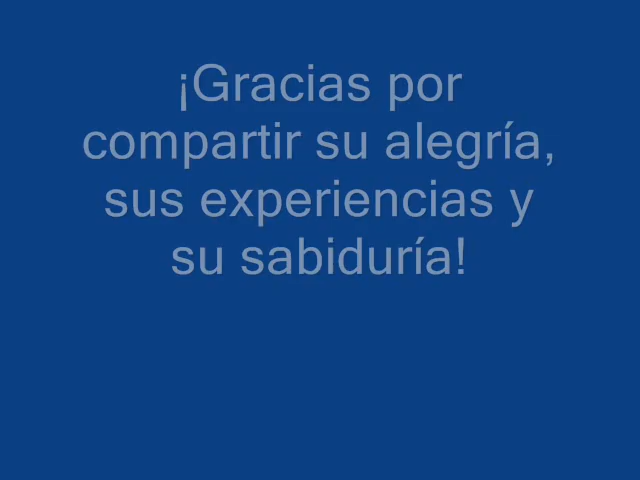 ¡Gracias por
compartir su alegría,
sus experiencias y
su sabiduría!